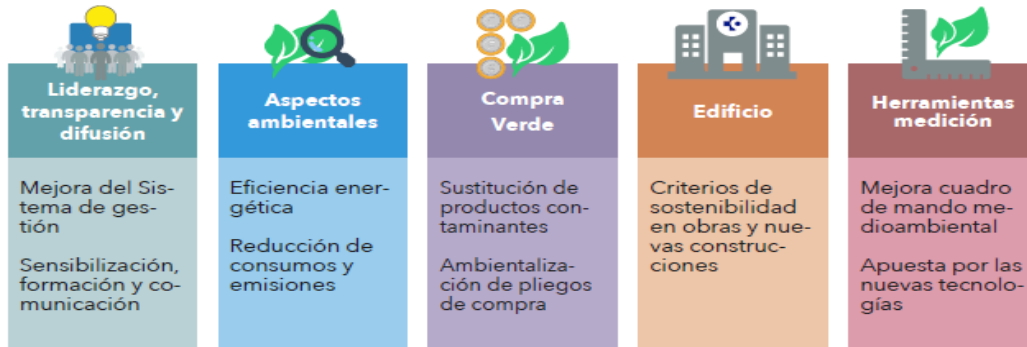 Liderazgo,
transparencia y
difusión
Mejora del Sis-
tema de ges-
tión
Sensibilización,
formación y co-
municación
Aspectos
ambientales
Eficiencia ener-
gética
Reducción de
consumos y
emisiones
Compra
Verde
Sustitución de
productos con-
taminantes
Ambientaliza-
ción de pliegos
de compra
Edificio
Criterios de
sostenibilidad
en obras y nue-
vas construc-
ciones
Herramientas
medición
Mejora cuadro
de mando me-
dioambiental
Apuesta por las
nuevas tecnolo-
gías